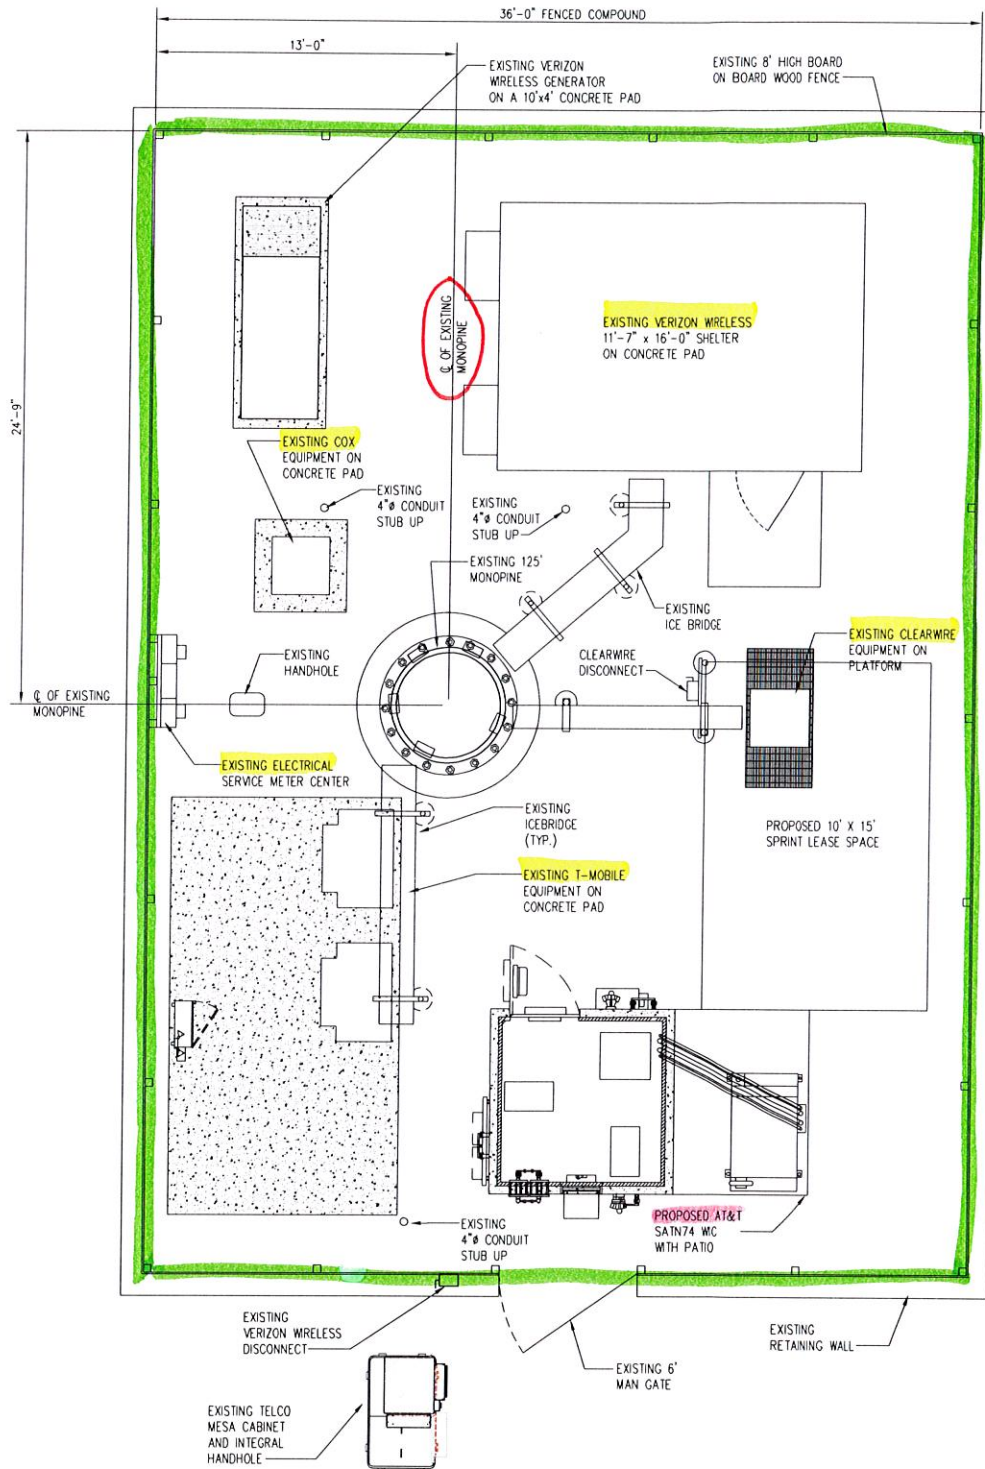 36'-0" FENCED COMPOUND
13'-0"
EXISTING VERIZON
WIRELESS GENERATOR
ON A 10'x4' CONCRETE PAD
EXISTING 8' HIGH BOARD
ON BOARD WOOD FENCE
24'-9"
℄ OF EXISTING
MONOPINE
EXISTING VERIZON WIRELESS
11'-7" x 16'-0" SHELTER
ON CONCRETE PAD
EXISTING COX
EQUIPMENT ON
CONCRETE PAD
EXISTING
4"ø CONDUIT
STUB UP
EXISTING
4"ø CONDUIT
STUB UP
EXISTING 125'
MONOPINE
EXISTING
ICE BRIDGE
EXISTING
HANDHOLE
CLEARWIRE
DISCONNECT
EXISTING CLEARWIRE
EQUIPMENT ON
PLATFORM
℄ OF EXISTING
MONOPINE
EXISTING ELECTRICAL
SERVICE METER CENTER
EXISTING
ICEBRIDGE
(TYP.)
PROPOSED 10' X 15'
SPRINT LEASE SPACE
EXISTING T-MOBILE
EQUIPMENT ON
CONCRETE PAD
PROPOSED AT&T
SATN74 WIC
WITH PATIO
EXISTING
4"ø CONDUIT
STUB UP
EXISTING
VERIZON WIRELESS
DISCONNECT
EXISTING
RETAINING WALL
EXISTING 6'
MAN GATE
EXISTING TELCO
MESA CABINET
AND INTEGRAL
HANDHOLE